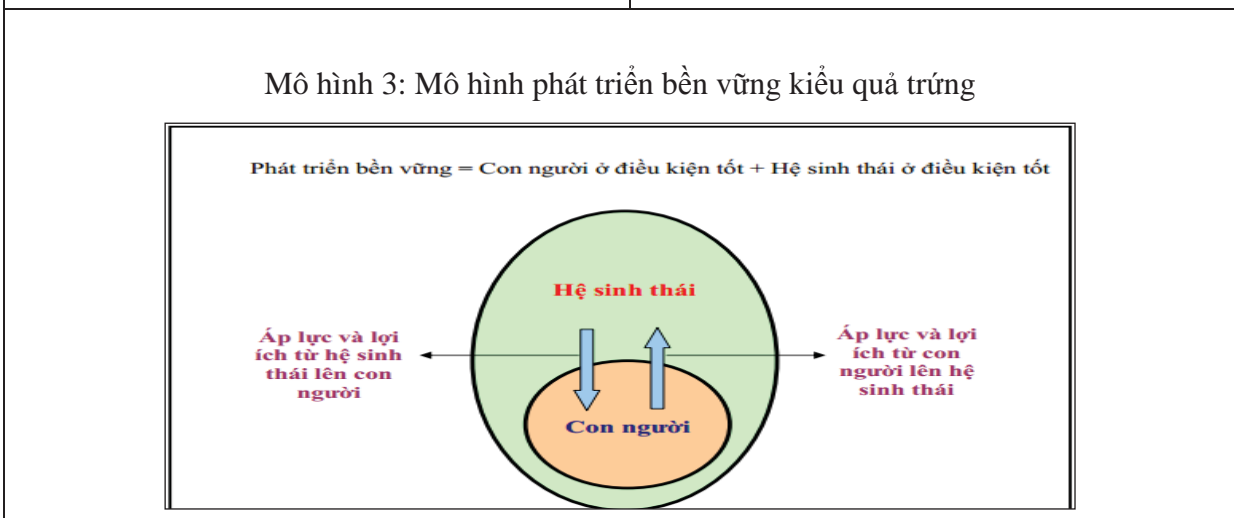 Mô hình 3: Mô hình phát triển bền vững kiểu quả trứng
Phát triển bền vững = Con người ở điều kiện tốt + Hệ sinh thái ở điều kiện tốt
Hệ sinh thái
Áp lực và lợi
ích từ hệ sinh
thái lên con
người
Áp lực và lợi
ích từ con
người lên hệ
sinh thái
Con người